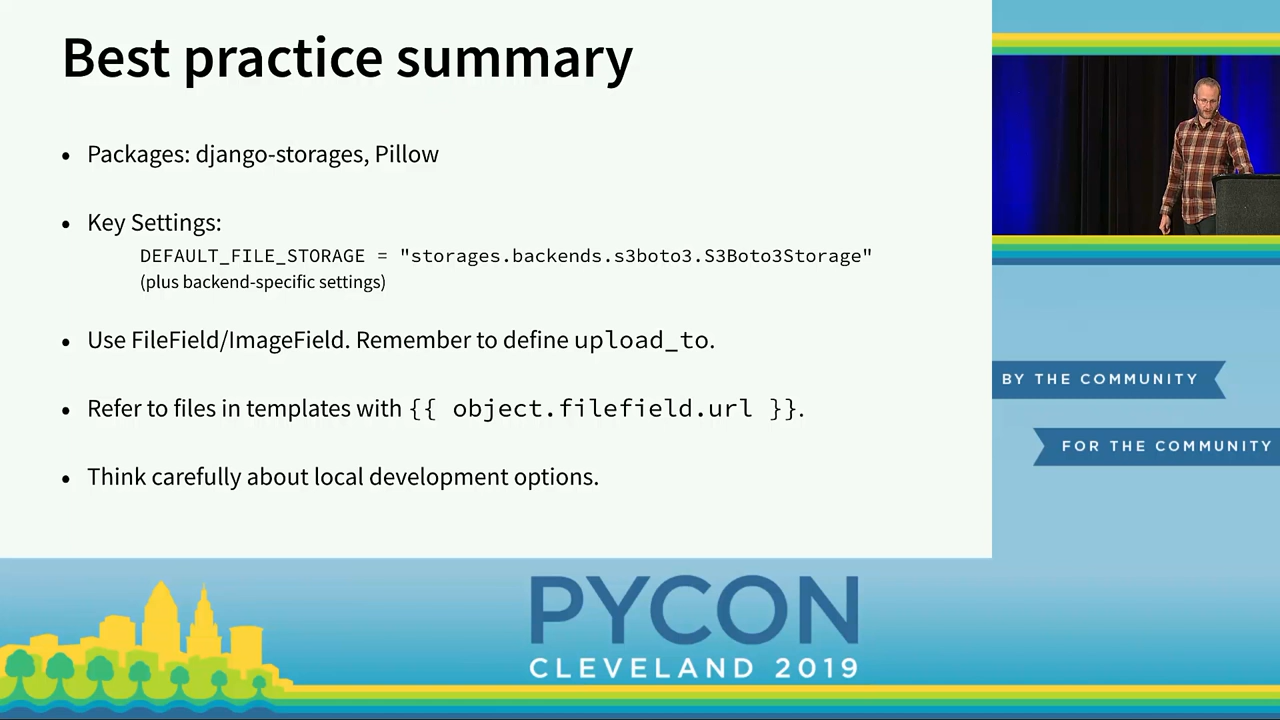 Best practice summary
• Packages: django-storages, Pillow
• Key Settings:
DEFAULT_FILE_STORAGE = "storages.backends.s3boto3.S3Boto3Storage"
(plus backend-specific settings)
• Use FileField/ImageField. Remember to define upload_to.
• Refer to files in templates with {{ object.filefield.url }}.
• Think carefully about local development options.
BY THE COMMUNITY
FOR THE COMMUNITY
PYCON
CLEVELAND 2019